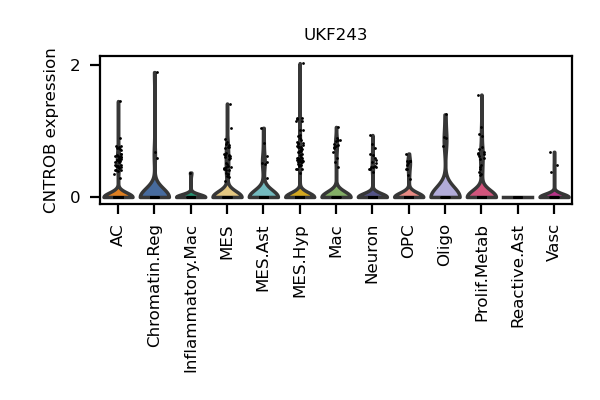 UKF243
CNTROB expression
2
0
AC
Chromatin.Reg
Inflammatory.Mac
MES
MES.Ast
MES.Hyp
Mac
Neuron
OPC
Oligo
Prolif.Metab
Reactive.Ast
Vasc